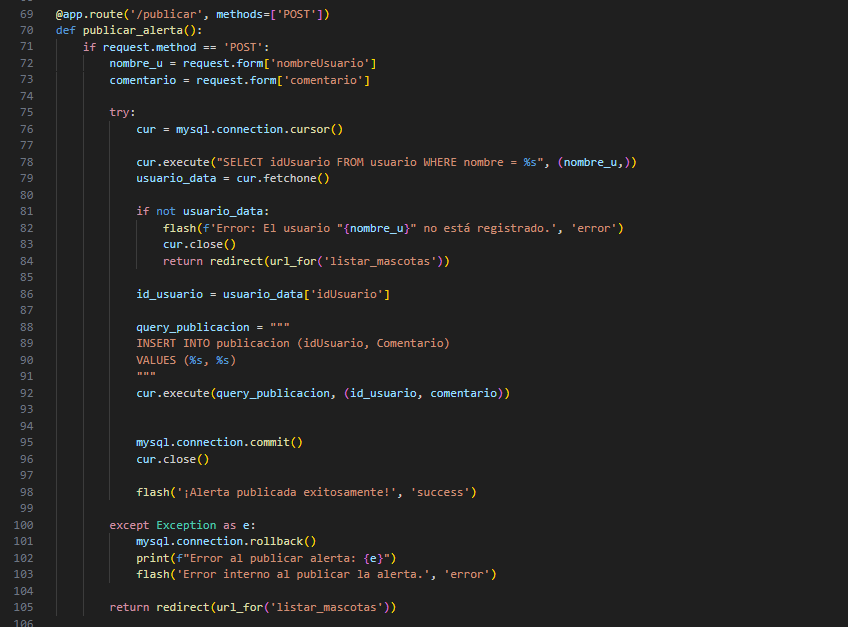 69 @app.route('/publicar', methods=['POST'])
70 def publicar_alerta():
71     if request.method == 'POST':
72         nombre_u = request.form['nombreUsuario']
73         comentario = request.form['comentario']
74
75         try:
76             cur = mysql.connection.cursor()
77
78             cur.execute("SELECT idUsuario FROM usuario WHERE nombre = %s", (nombre_u,))
79             usuario_data = cur.fetchone()
80
81             if not usuario_data:
82                 flash(f'Error: El usuario "{nombre_u}" no está registrado.', 'error')
83                 cur.close()
84                 return redirect(url_for('listar_mascotas'))
85
86             id_usuario = usuario_data['idUsuario']
87
88             query_publicacion = """
89             INSERT INTO publicacion (idUsuario, Comentario)
90             VALUES (%s, %s)
91             """
92             cur.execute(query_publicacion, (id_usuario, comentario))
93
94
95             mysql.connection.commit()
96             cur.close()
97
98             flash('¡Alerta publicada exitosamente!', 'success')
99
100         except Exception as e:
101             mysql.connection.rollback()
102             print(f"Error al publicar alerta: {e}")
103             flash('Error interno al publicar la alerta.', 'error')
104
105         return redirect(url_for('listar_mascotas'))
106